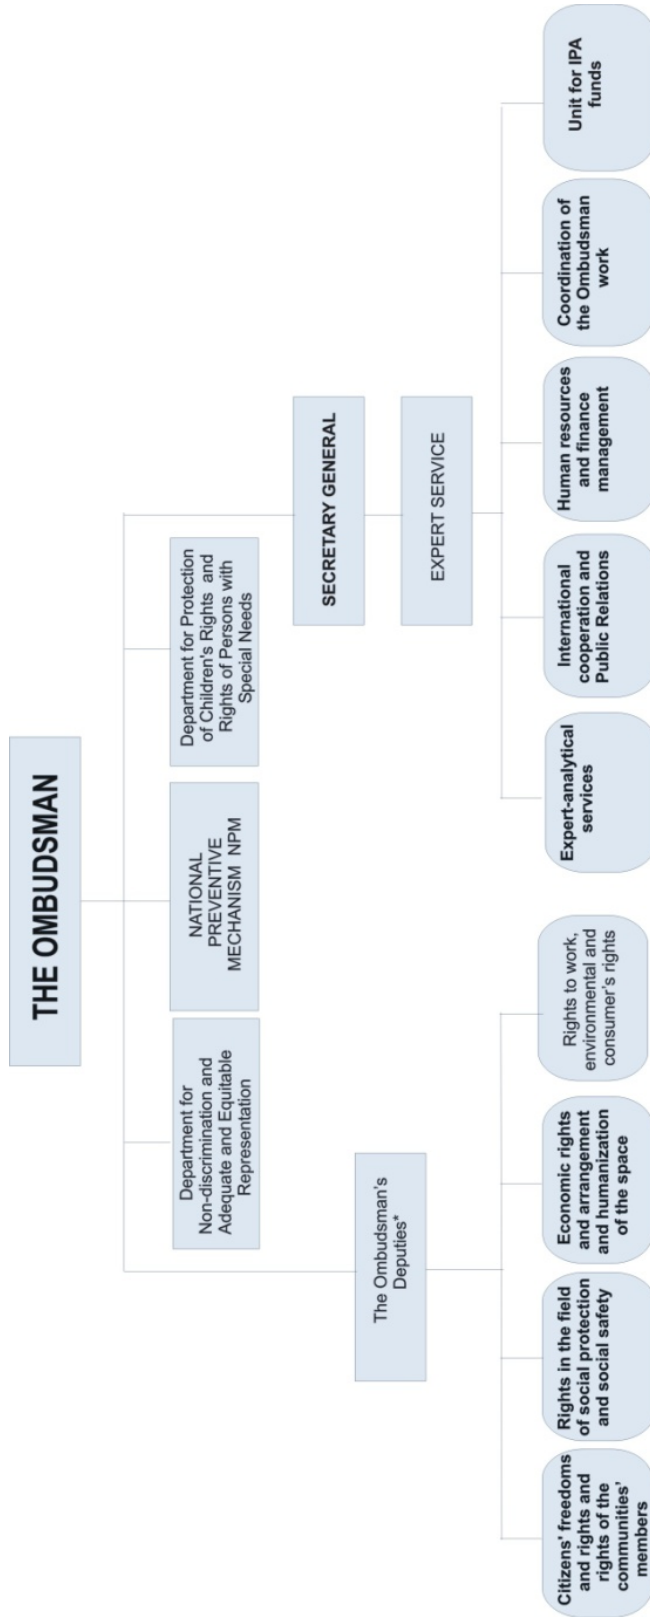 THE OMBUDSMAN
Department for
Non-discrimination and
Adequate and Equitable
Representation
NATIONAL
PREVENTIVE
MECHANISM NPM
Department for Protection
of Children's Rights and
Rights of Persons with
Special Needs
The Ombudsman's
Deputies*
SECRETARY GENERAL
EXPERT SERVICE
Citizens' freedoms
and rights and
rights of the
communities'
members
Rights in the field
of social protection
and social safety
Economic rights
and arrangement
and humanization
of the space
Rights to work,
environmental and
consumer's rights
Expert-analytical
services
International
cooperation and
Public Relations
Human resources
and finance
management
Coordination of
the Ombudsman
work
Unit for IPA
funds